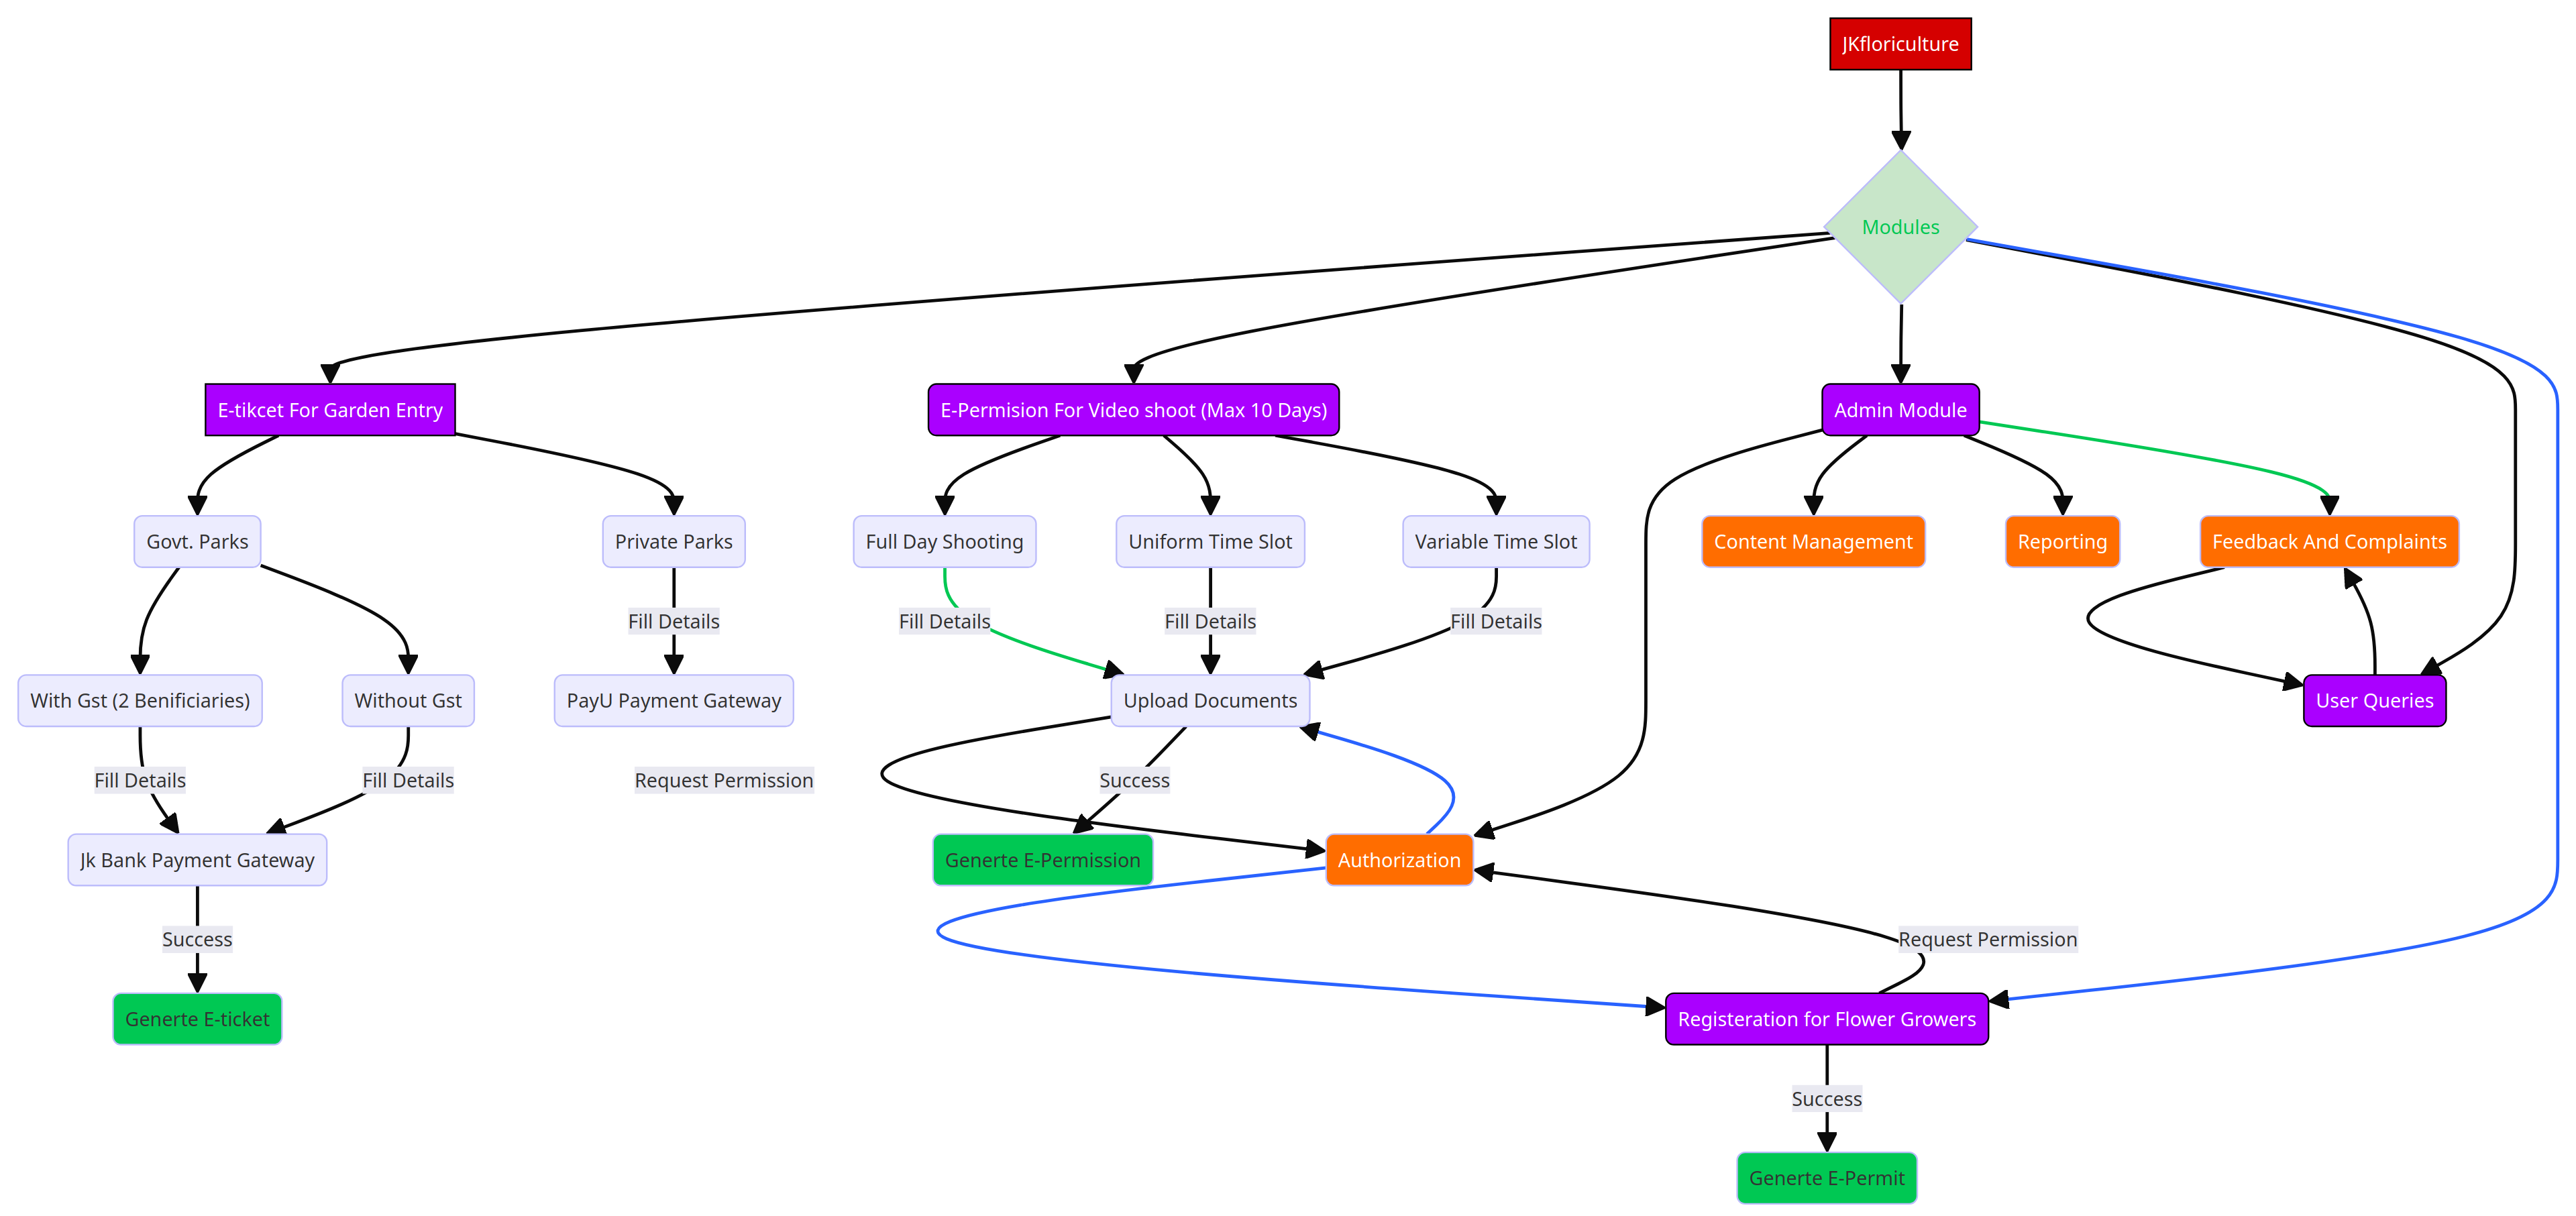 JKfloriculture
Modules
E-tikcet For Garden Entry
E-Permision For Video shoot (Max 10 Days)
Admin Module
Govt. Parks
Private Parks
Full Day Shooting
Uniform Time Slot
Variable Time Slot
Content Management
Reporting
Feedback And Complaints
Fill Details
Fill Details
Fill Details
Fill Details
With Gst (2 Benificiaries)
Without Gst
PayU Payment Gateway
Upload Documents
User Queries
Fill Details
Fill Details
Request Permission
Success
Jk Bank Payment Gateway
Generte E-Permission
Authorization
Success
Request Permission
Generte E-ticket
Registeration for Flower Growers
Success
Generte E-Permit